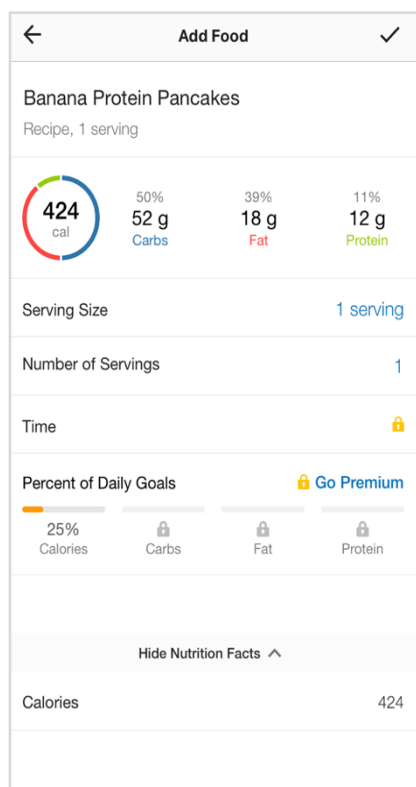 Add Food
Banana Protein Pancakes
Recipe, 1 serving
424
cal
50%
52 g
Carbs
39%
18 g
Fat
11%
12 g
Protein
Serving Size 1 serving
Number of Servings 1
Time
Percent of Daily Goals Go Premium
25%
Calories Carbs Fat Protein
Hide Nutrition Facts
Calories 424